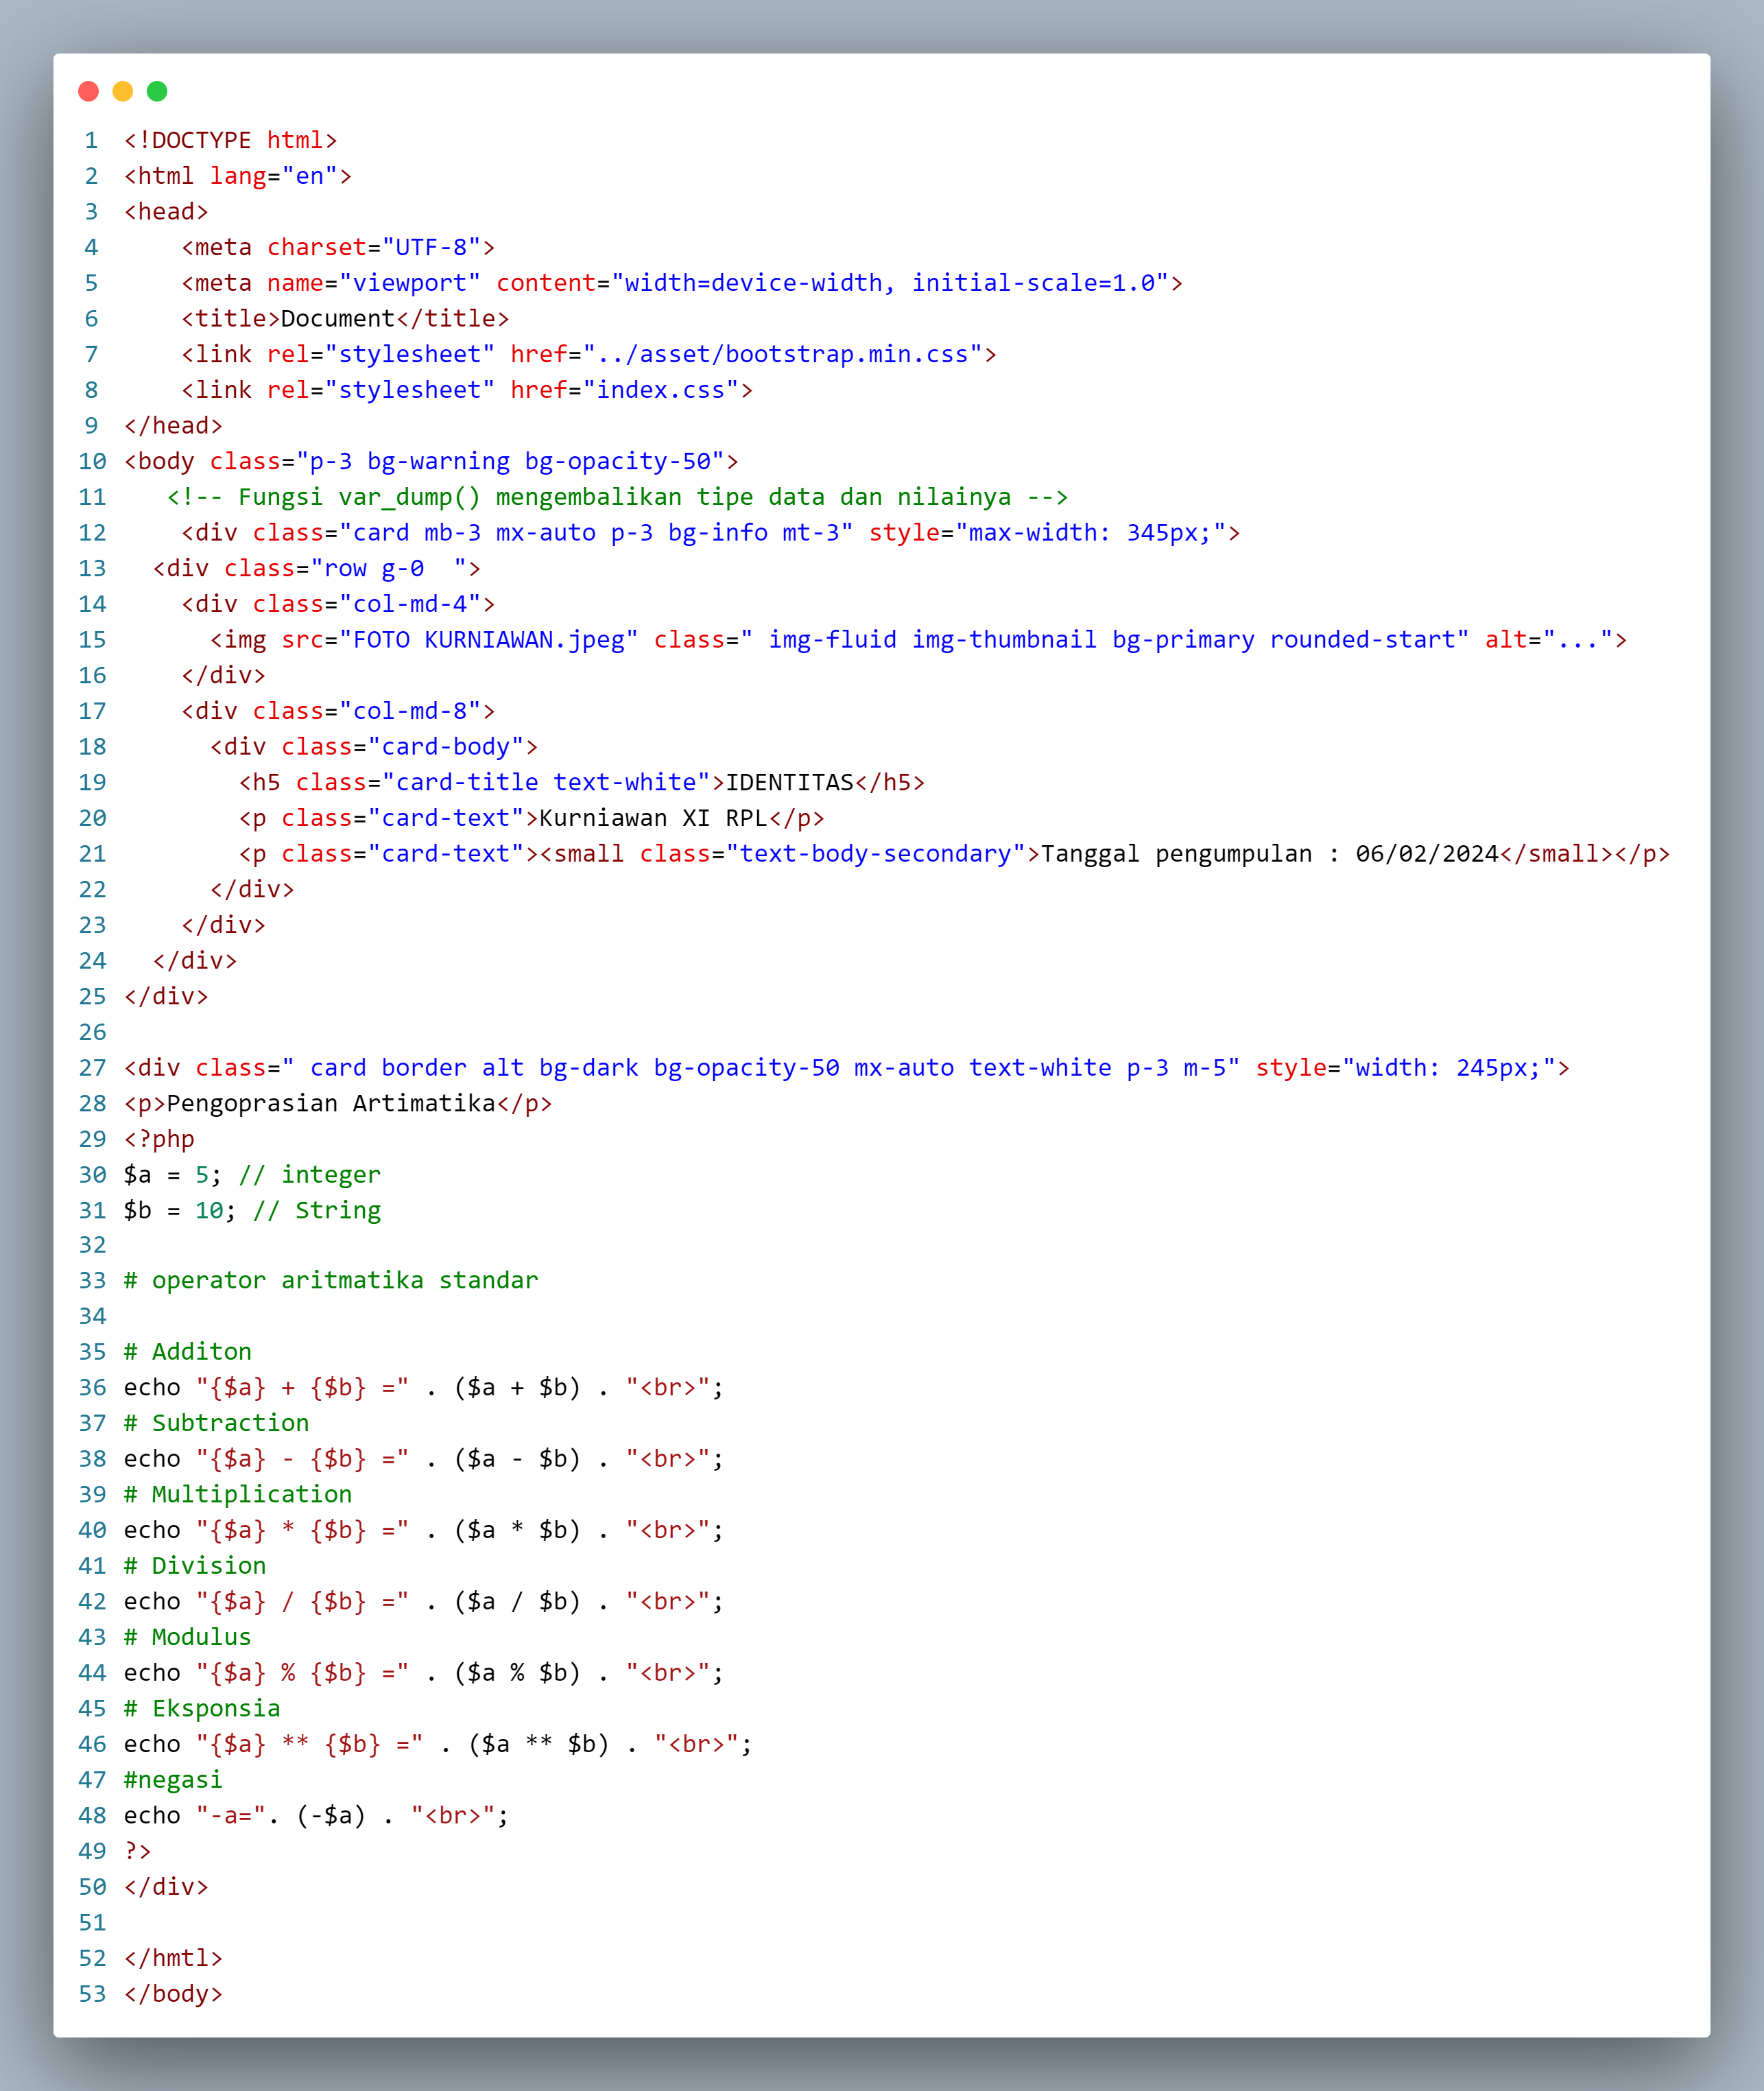 1 <!DOCTYPE html>
2 <html lang="en">
3 <head>
4     <meta charset="UTF-8">
5     <meta name="viewport" content="width=device-width, initial-scale=1.0">
6     <title>Document</title>
7     <link rel="stylesheet" href="../asset/bootstrap.min.css">
8     <link rel="stylesheet" href="index.css">
9 </head>
10 <body class="p-3 bg-warning bg-opacity-50">
11    <!-- Fungsi var_dump() mengembalikan tipe data dan nilainya -->
12     <div class="card mb-3 mx-auto p-3 bg-info mt-3" style="max-width: 345px;">
13   <div class="row g-0  ">
14     <div class="col-md-4">
15       <img src="FOTO KURNIAWAN.jpeg" class=" img-fluid img-thumbnail bg-primary rounded-start" alt="...">
16     </div>
17     <div class="col-md-8">
18       <div class="card-body">
19         <h5 class="card-title text-white">IDENTITAS</h5>
20         <p class="card-text">Kurniawan XI RPL</p>
21         <p class="card-text"><small class="text-body-secondary">Tanggal pengumpulan : 06/02/2024</small></p>
22       </div>
23     </div>
24   </div>
25 </div>
26
27 <div class=" card border alt bg-dark bg-opacity-50 mx-auto text-white p-3 m-5" style="width: 245px;">
28 <p>Pengoprasian Artimatika</p>
29 <?php
30 $a = 5; // integer
31 $b = 10; // String
32
33 # operator aritmatika standar
34
35 # Additon
36 echo "{$a} + {$b} =" . ($a + $b) . "<br>";
37 # Subtraction
38 echo "{$a} - {$b} =" . ($a - $b) . "<br>";
39 # Multiplication
40 echo "{$a} * {$b} =" . ($a * $b) . "<br>";
41 # Division
42 echo "{$a} / {$b} =" . ($a / $b) . "<br>";
43 # Modulus
44 echo "{$a} % {$b} =" . ($a % $b) . "<br>";
45 # Eksponsia
46 echo "{$a} ** {$b} =" . ($a ** $b) . "<br>";
47 #negasi
48 echo "-a=". (-$a) . "<br>";
49 ?>
50 </div>
51
52 </hmtl>
53 </body>